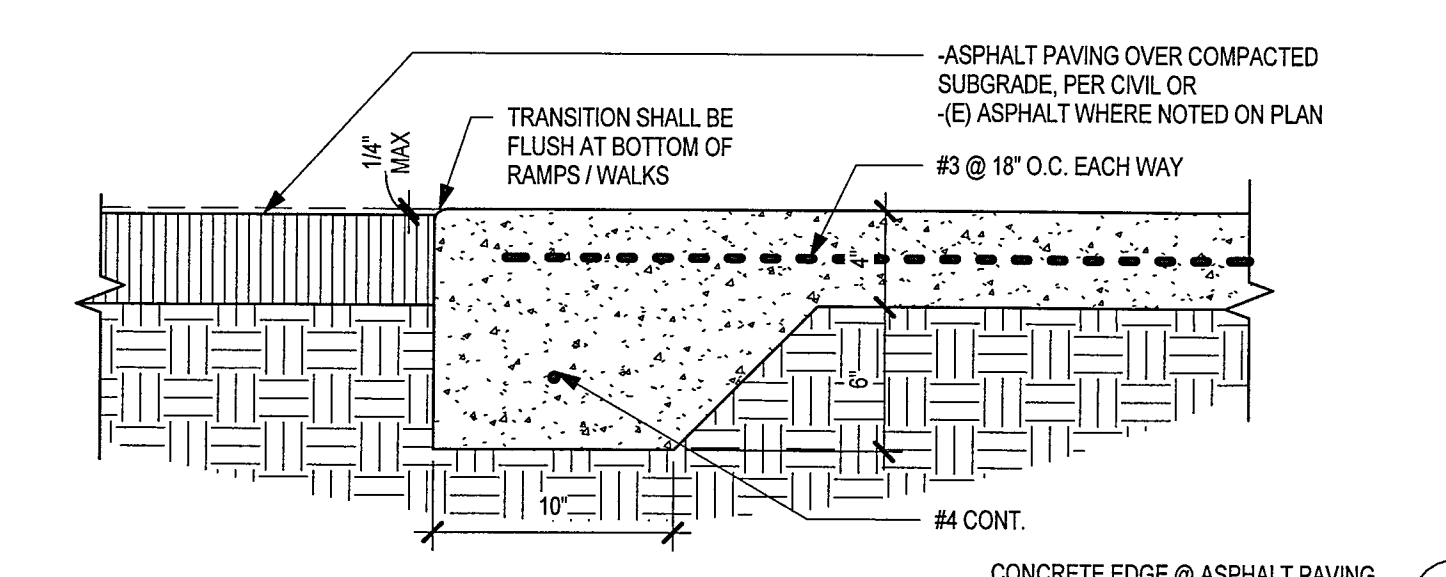 -ASPHALT PAVING OVER COMPACTED
SUBGRADE, PER CIVIL OR
-(E) ASPHALT WHERE NOTED ON PLAN
TRANSITION SHALL BE
FLUSH AT BOTTOM OF
RAMPS / WALKS
1/4"
MAX
#3 @ 18" O.C. EACH WAY
4"
6"
10"
#4 CONT.
CONCRETE EDGE @ ASPHALT PAVING